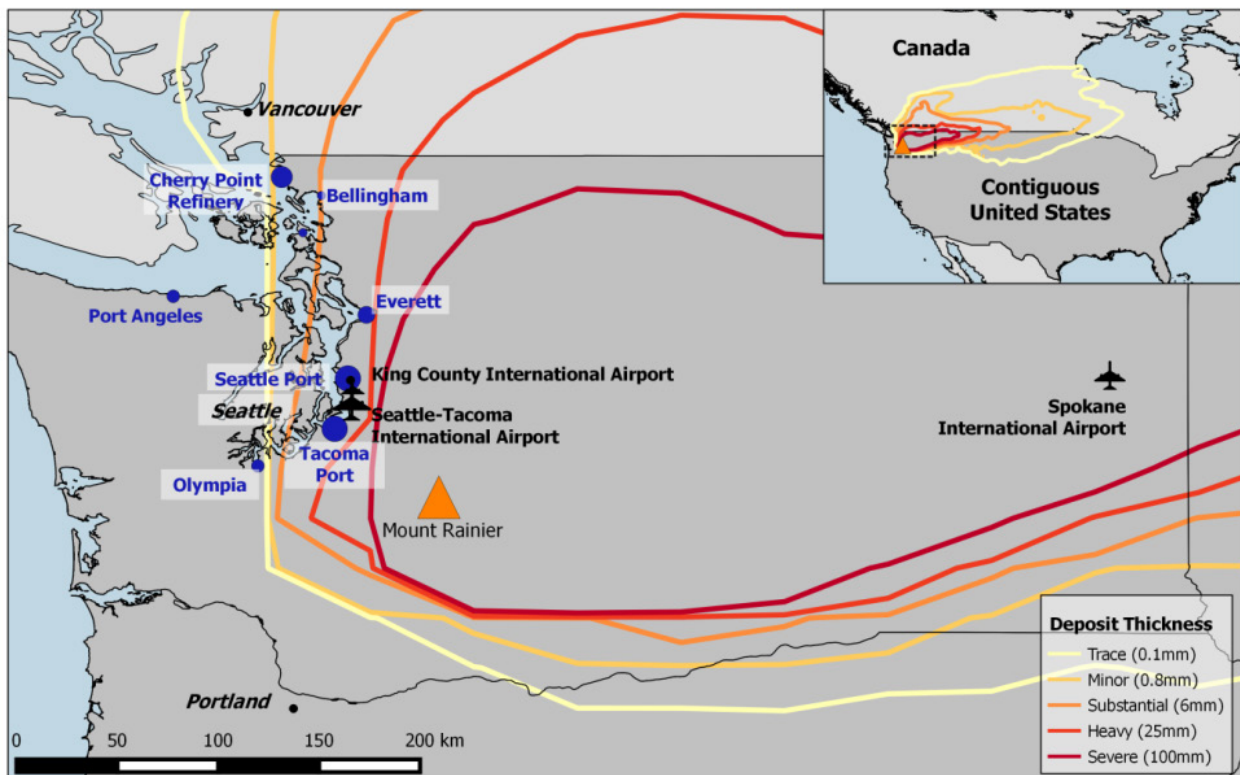 Canada
Contiguous
United States
Vancouver
Cherry Point
Refinery
Bellingham
Port Angeles
Everett
Seattle Port
King County International Airport
Seattle
Seattle-Tacoma
International Airport
Tacoma
Port
Olympia
Mount Rainier
Spokane
International Airport
Portland
0 50 100 150 200 km
Deposit Thickness
Trace (0.1mm)
Minor (0.8mm)
Substantial (6mm)
Heavy (25mm)
Severe (100mm)